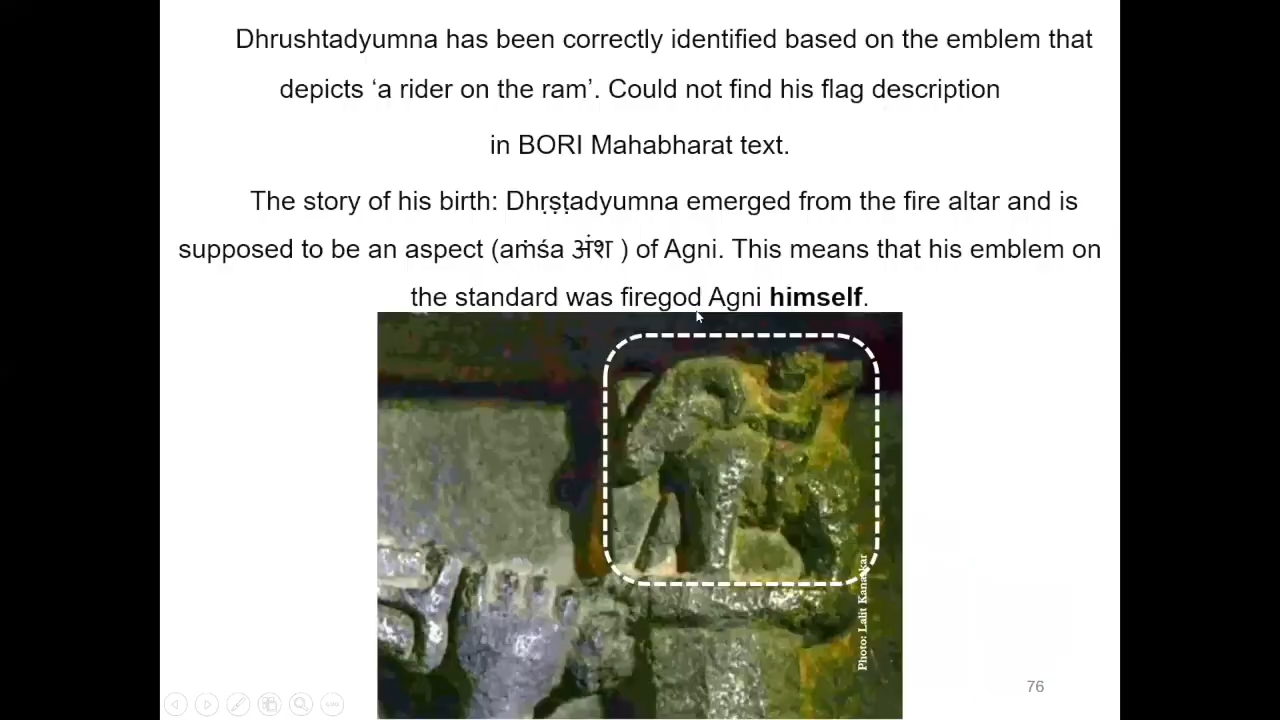 Dhrushtadyumna has been correctly identified based on the emblem that
depicts ‘a rider on the ram’. Could not find his flag description
in BORI Mahabharat text.
The story of his birth: Dhṛṣṭadyumna emerged from the fire altar and is
supposed to be an aspect (aṁśa अंश ) of Agni. This means that his emblem on
the standard was firegod Agni himself.
Photo: Lalit Kanaskar
76